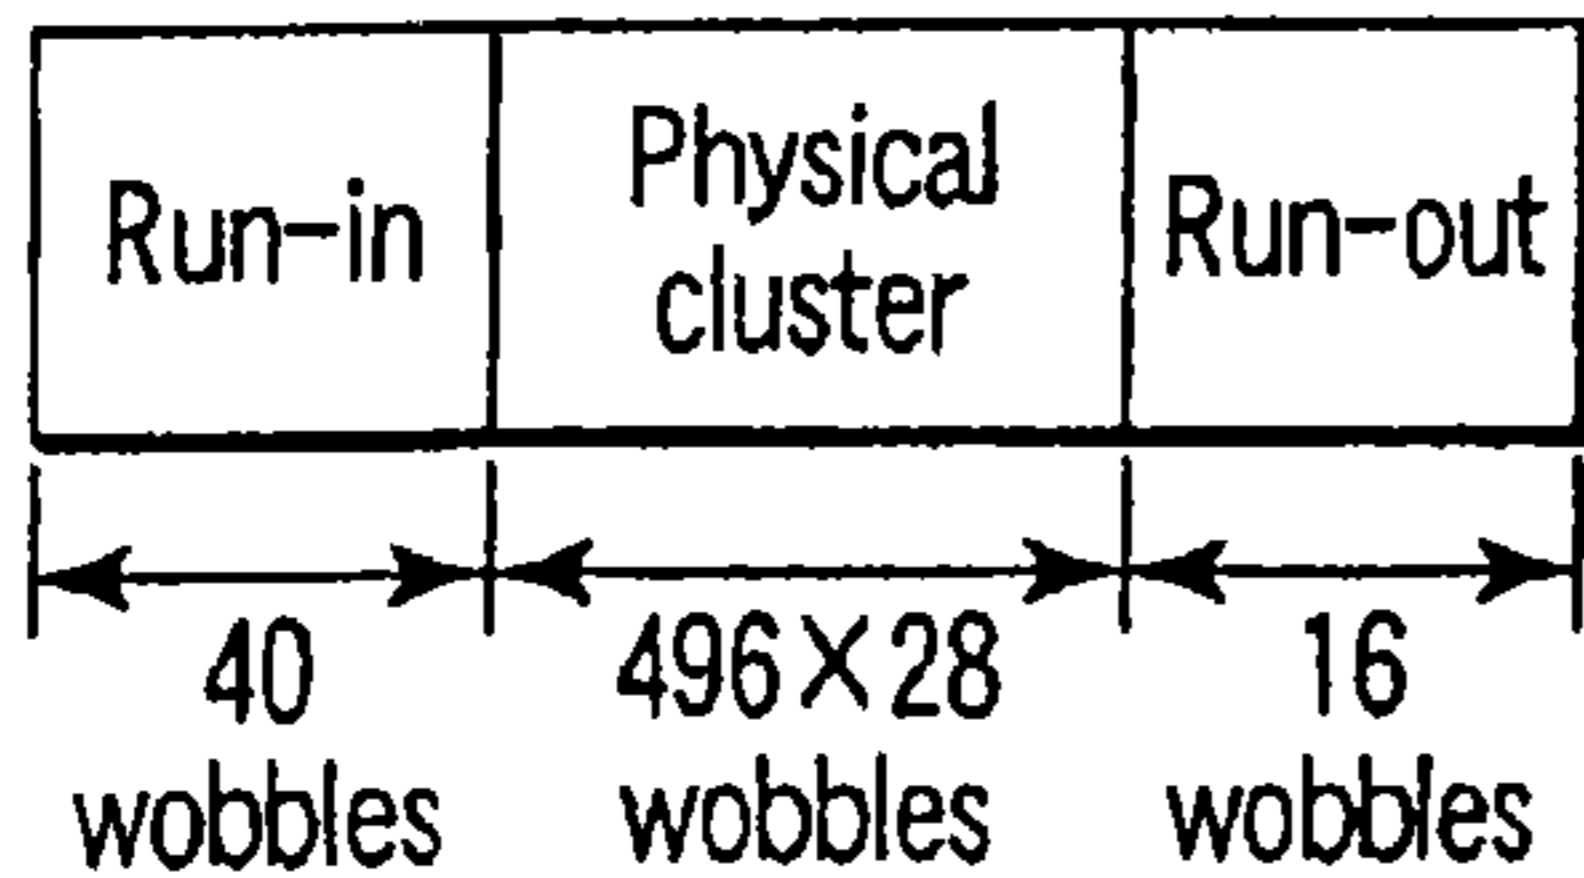 Run-in
Physical
cluster
Run-out
40
wobbles
496×28
wobbles
16
wobbles